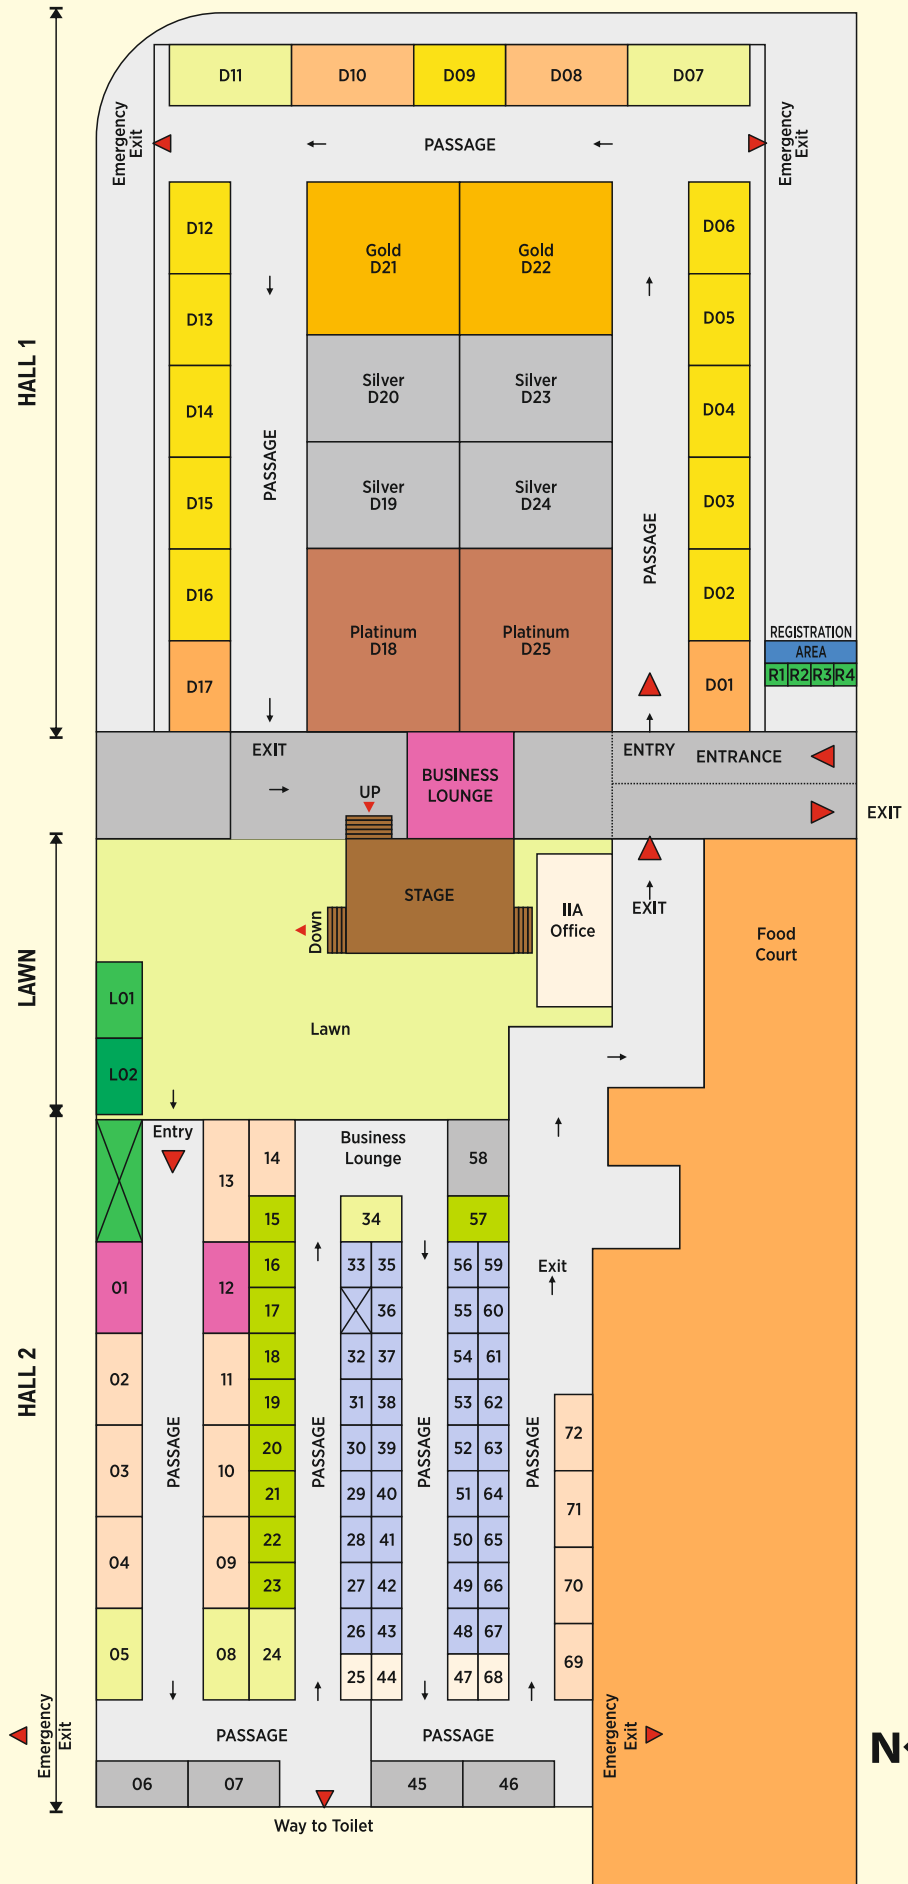 D11
D10
D09
D08
D07
Emergency
Exit
PASSAGE
Emergency
Exit
HALL 1
D12
D13
D14
D15
D16
D17
PASSAGE
Gold
D21
Gold
D22
Silver
D20
Silver
D23
Silver
D19
Silver
D24
Platinum
D18
Platinum
D25
PASSAGE
D06
D05
D04
D03
D02
D01
REGISTRATION
AREA
R1 R2 R3 R4
EXIT
UP
BUSINESS
LOUNGE
ENTRY
ENTRANCE
EXIT
LAWN
STAGE
Down
IIA
Office
EXIT
Food
Court
L01
L02
Lawn
HALL 2
Entry
13
14
Business
Lounge
58
15
34
57
01
12
16
17
33 35
36
56 59
55 60
Exit
02
11
18
19
32 37
31 38
54 61
53 62
03
10
20
21
30 39
29 40
52 63
51 64
72
71
04
09
22
23
28 41
27 42
50 65
49 66
70
05
08
24
26 43
25 44
48 67
47 68
69
PASSAGE
PASSAGE
PASSAGE
PASSAGE
Emergency
Exit
PASSAGE
PASSAGE
Emergency
Exit
N
06
07
45
46
Way to Toilet